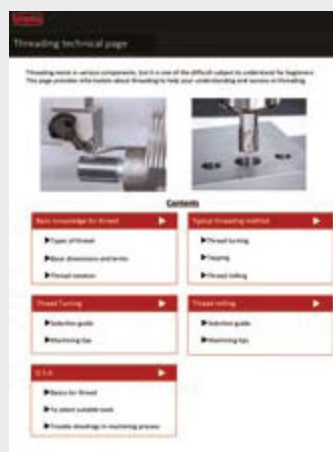 Threading technical page
Threading exists in various components, but it is one of the difficult subject to understand for beginners.
This page provides information about threading to help your understanding and success in threading.
Contents
Basic knowledge for thread ▶
▶Types of thread
▶Basic dimensions and terms
▶Thread notation
Typical threading method ▶
▶Thread turning
▶Tapping
▶Thread milling
Thread Turning ▶
▶Selection guide
▶Machining tips
Thread milling ▶
▶Selection guide
▶Machining tips
▶Basics for thread
▶To select suitable tools
▶Trouble shootings in machining process